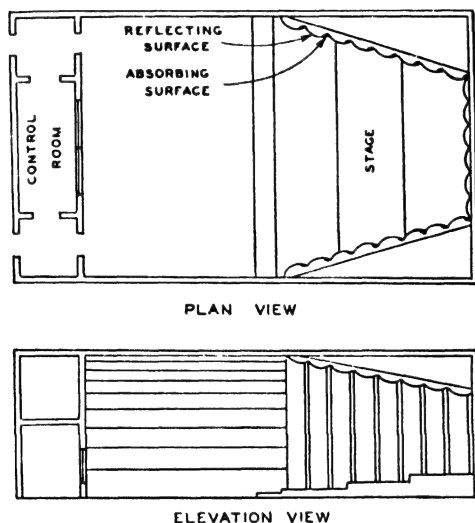 REFLECTING
SURFACE
ABSORBING
SURFACE
CONTROL
ROOM
STAGE
PLAN VIEW
ELEVATION VIEW